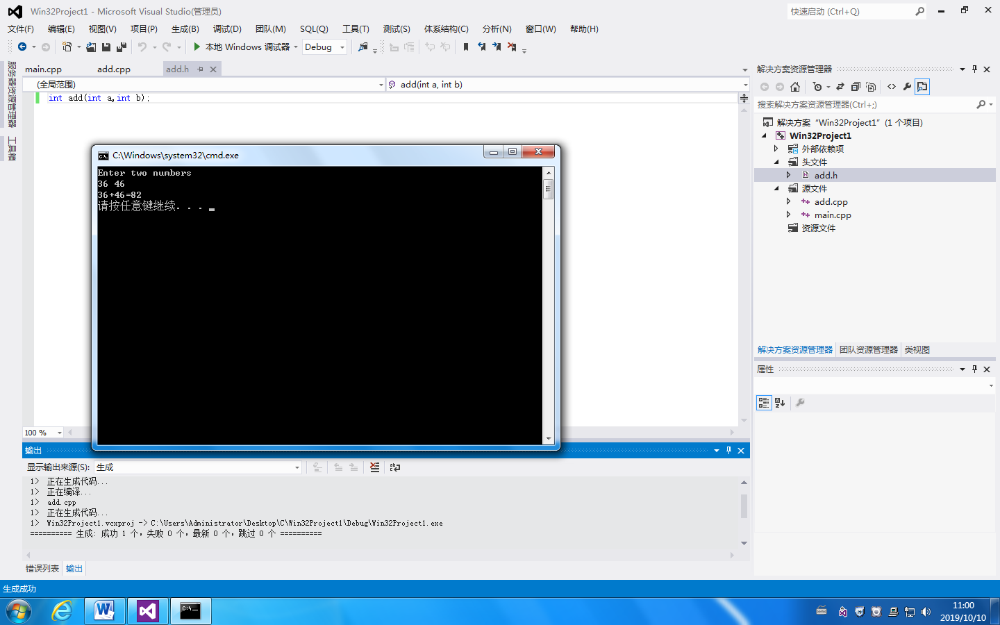 Win32Project1 - Microsoft Visual Studio(管理员)
快速启动 (Ctrl+Q)
文件(F) 编辑(E) 视图(V) 项目(P) 生成(B) 调试(D) 团队(M) SQL(Q) 工具(T) 测试(S) 体系结构(C) 分析(N) 窗口(W) 帮助(H)
本地 Windows 调试器 Debug
服务器资源管理器
工具箱
main.cpp add.cpp add.h
(全局范围) add(int a, int b)
int add(int a,int b);
C:\Windows\system32\cmd.exe
Enter two numbers
36 46
36+46=82
请按任意键继续. . .
100 %
输出
显示输出来源(S): 生成
1> 正在生成代码...
1> 正在编译...
1> add.cpp
1> 正在生成代码...
1> Win32Project1.vcxproj -> C:\Users\Administrator\Desktop\C\Win32Project1\Debug\Win32Project1.exe
========== 生成: 成功 1 个，失败 0 个，最新 0 个，跳过 0 个 ==========
错误列表 输出
解决方案资源管理器
搜索解决方案资源管理器(Ctrl+;)
解决方案 "Win32Project1" (1 个项目)
Win32Project1
外部依赖项
头文件
add.h
源文件
add.cpp
main.cpp
资源文件
解决方案资源管理器 团队资源管理器 类视图
属性
生成成功
11:00
2019/10/10